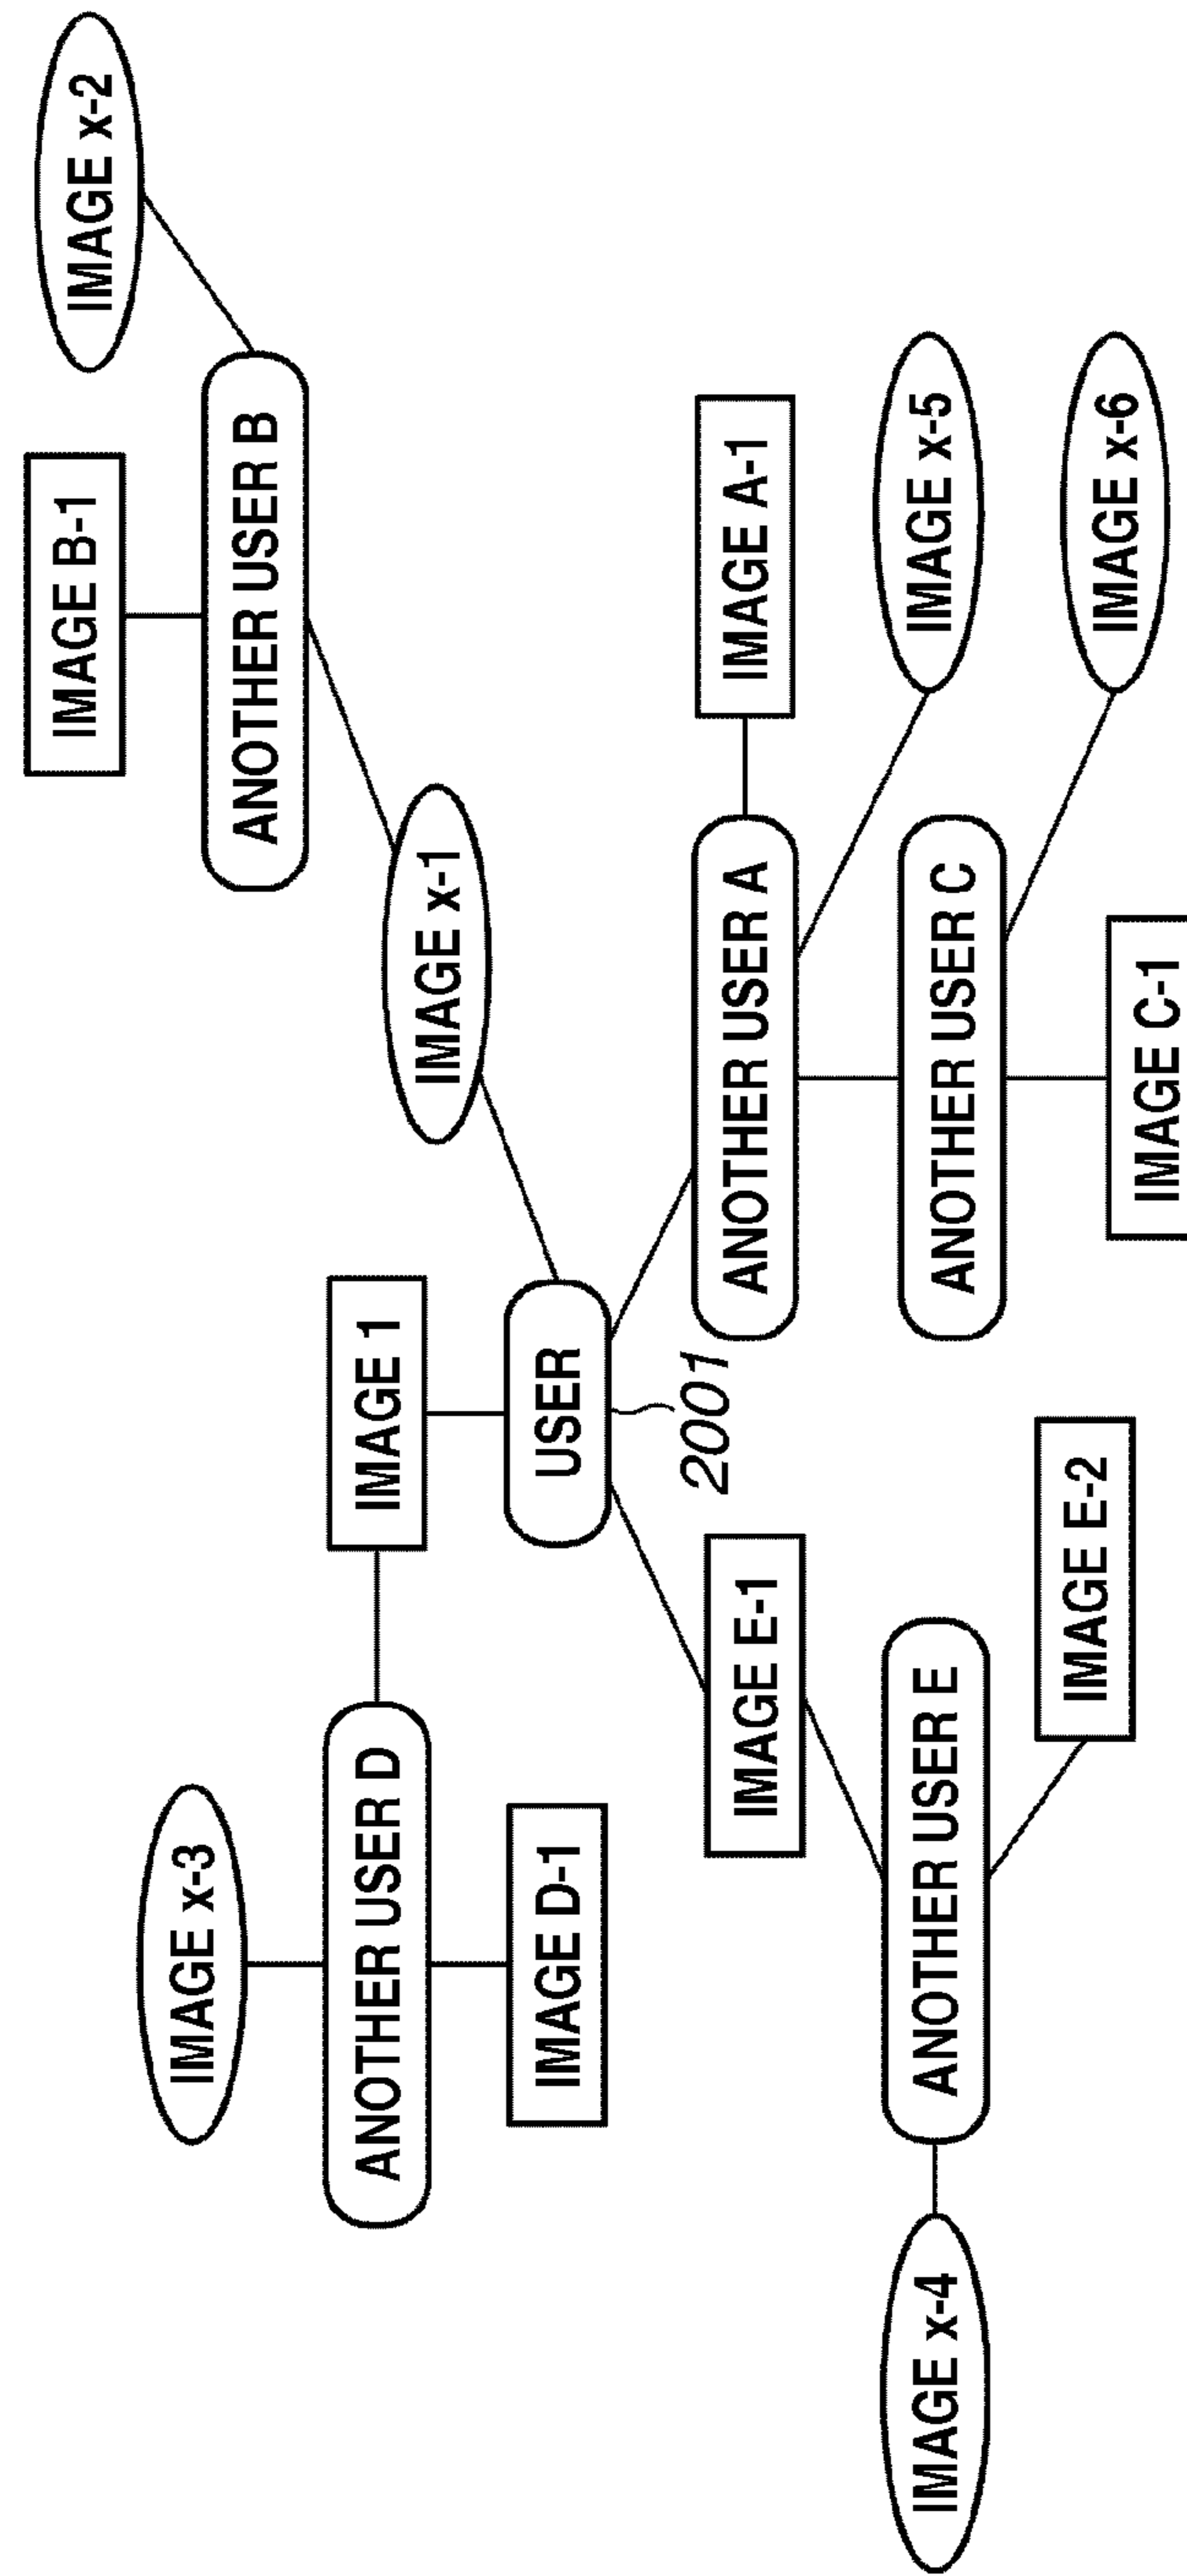 IMAGE x-3
ANOTHER USER D
IMAGE D-1
IMAGE 1
USER
2001
IMAGE x-1
IMAGE B-1
ANOTHER USER B
IMAGE x-2
IMAGE E-1
ANOTHER USER E
IMAGE x-4
IMAGE E-2
ANOTHER USER A
IMAGE A-1
IMAGE x-5
ANOTHER USER C
IMAGE x-6
IMAGE C-1